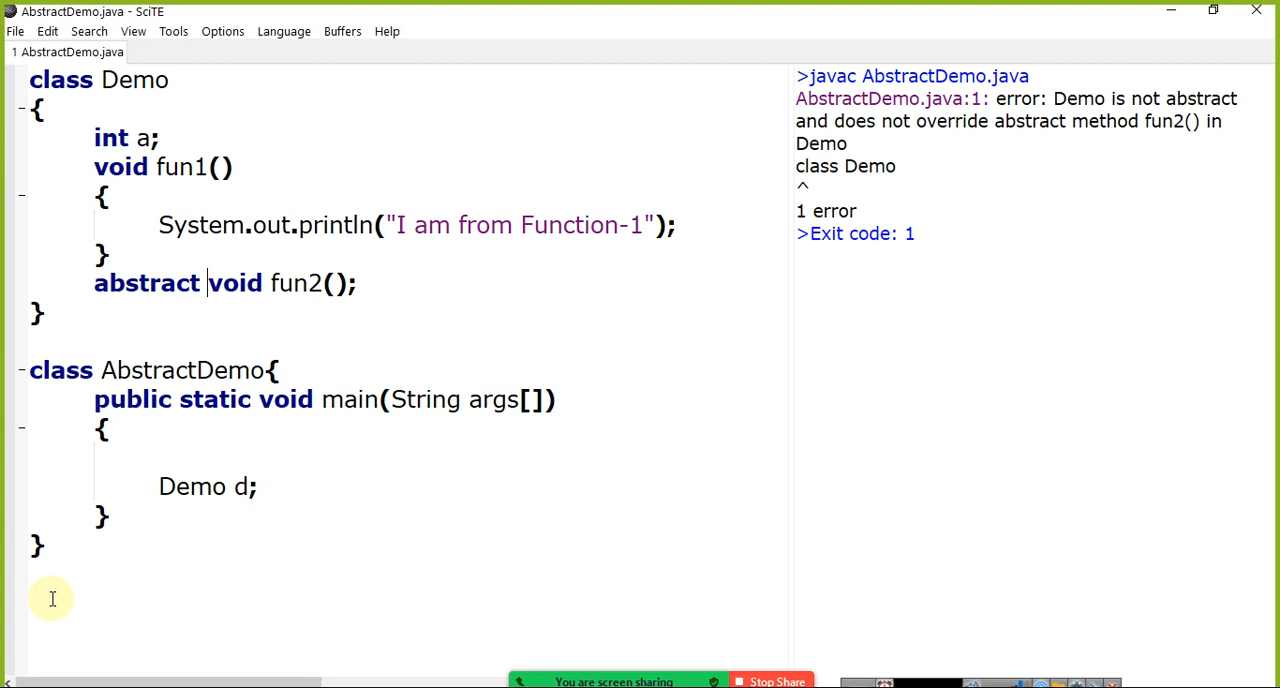 AbstractDemo.java - SciTE
File Edit Search View Tools Options Language Buffers Help
1 AbstractDemo.java
class Demo
{
int a;
void fun1()
{
System.out.println("I am from Function-1");
}
abstract void fun2();
}
class AbstractDemo{
public static void main(String args[])
{
Demo d;
}
}
>javac AbstractDemo.java
AbstractDemo.java:1: error: Demo is not abstract
and does not override abstract method fun2() in
Demo
class Demo
^
1 error
>Exit code: 1
You are screen sharing Stop Share